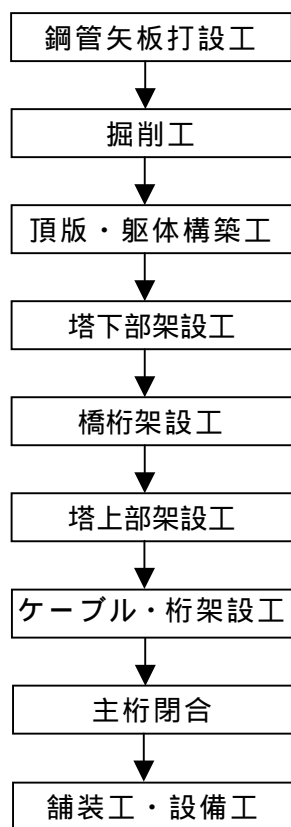 鋼管矢板打設工
掘削工
頂版・躯体構築工
塔下部架設工
橋桁架設工
塔上部架設工
ケーブル・桁架設工
主桁閉合
舗装工・設備工